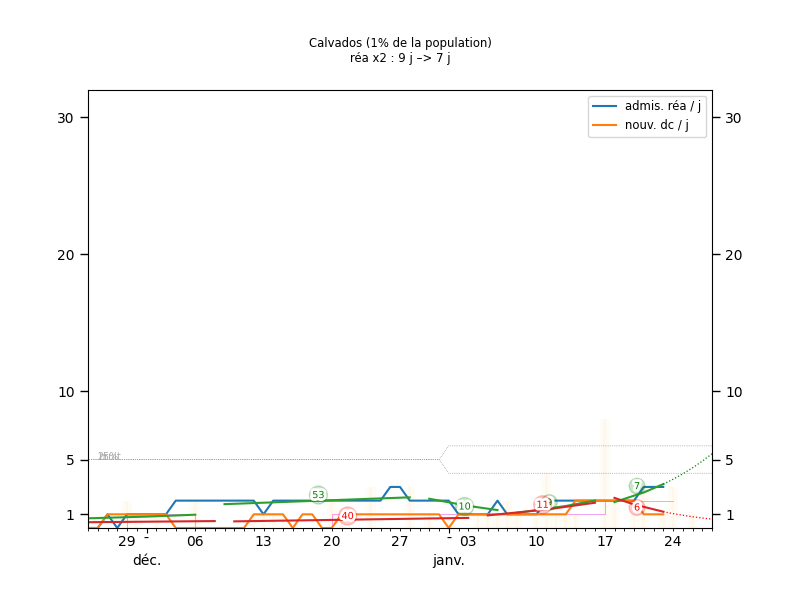 Calvados (1% de la population)
réa x2 : 9 j –> 7 j
admis. réa / j
nouv. dc / j
30 30
20 20
10 10
5 5
1 1
53 10 11 7
40 6
29 06 13 20 27 03 10 17 24
déc. janv.